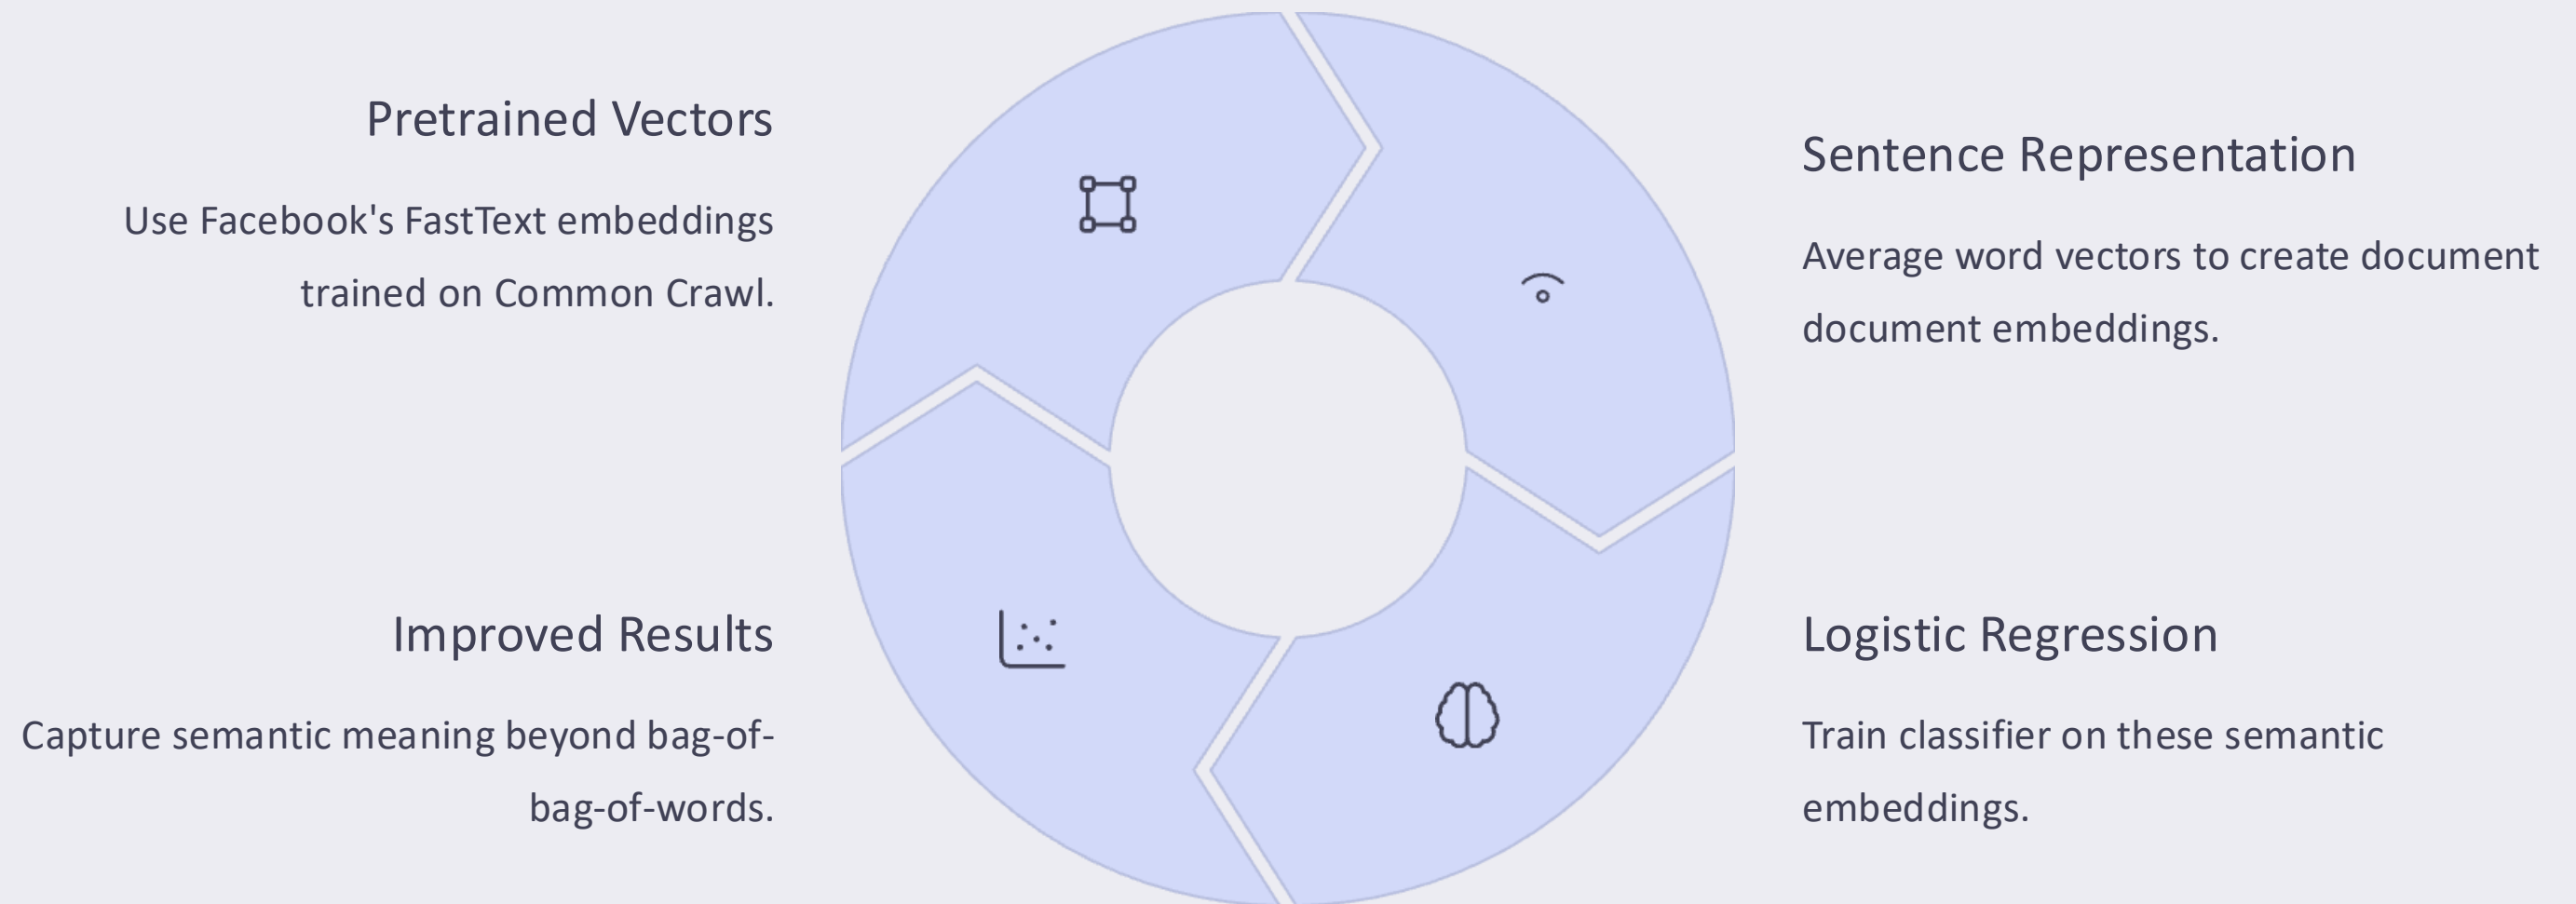 Pretrained Vectors
Use Facebook's FastText embeddings
trained on Common Crawl.
Sentence Representation
Average word vectors to create document
document embeddings.
Improved Results
Capture semantic meaning beyond bag-of-
bag-of-words.
Logistic Regression
Train classifier on these semantic
embeddings.